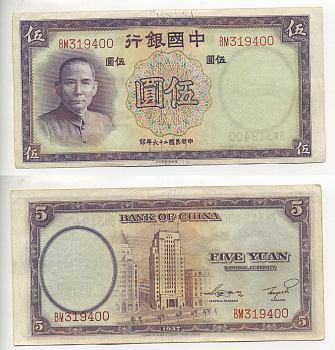 伍 行銀國中 伍
BM319400 BM319400
圓伍 圓伍
圓伍
伍 印年六十二國民華中 伍
5 BANK OF CHINA 5
FIVE YUAN
NATIONAL CURRENCY
BM319400 BM319400
5 1937 5